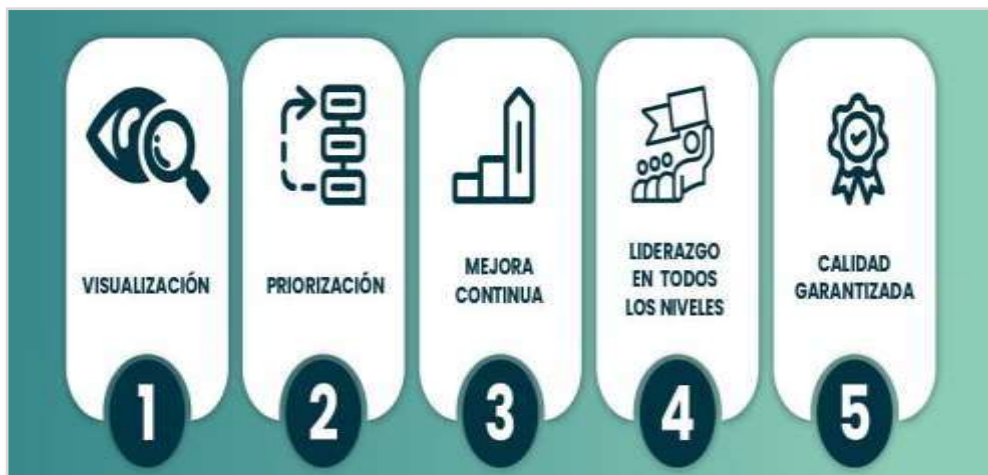 VISUALIZACIÓN
1
PRIORIZACIÓN
2
MEJORA
CONTINUA
3
LIDERAZGO
EN TODOS
LOS NIVELES
4
CALIDAD
GARANTIZADA
5